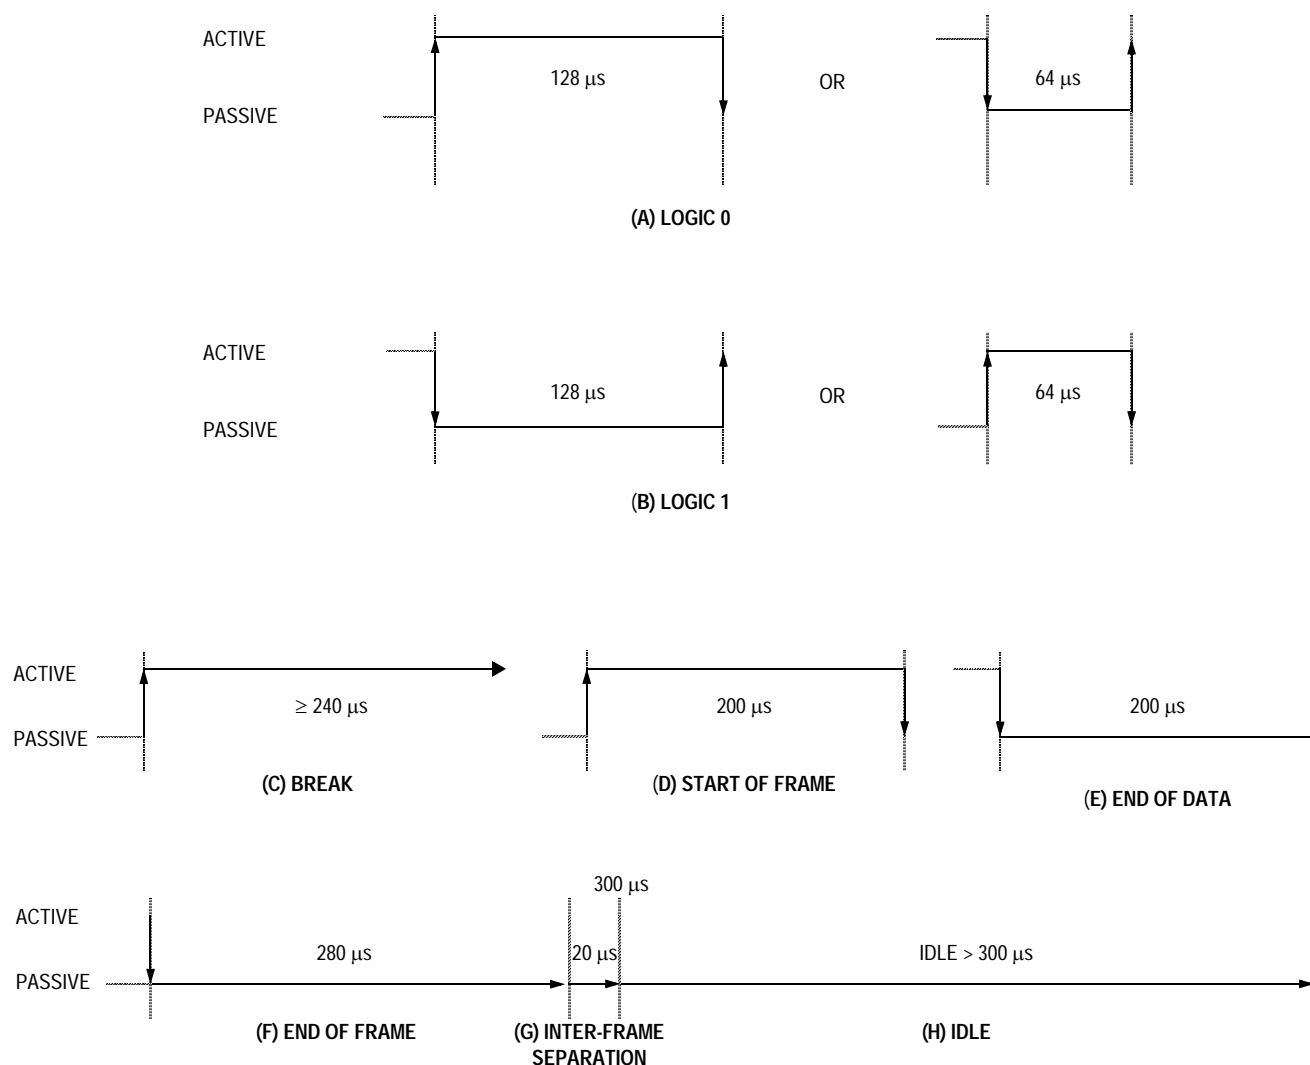 ACTIVE
128 μs
OR
64 μs
PASSIVE
(A) LOGIC 0
ACTIVE
128 μs
OR
64 μs
PASSIVE
(B) LOGIC 1
ACTIVE
≥ 240 μs
200 μs
200 μs
PASSIVE
(C) BREAK
(D) START OF FRAME
(E) END OF DATA
300 μs
ACTIVE
280 μs
20 μs
IDLE > 300 μs
PASSIVE
(F) END OF FRAME
(G) INTER-FRAME
SEPARATION
(H) IDLE